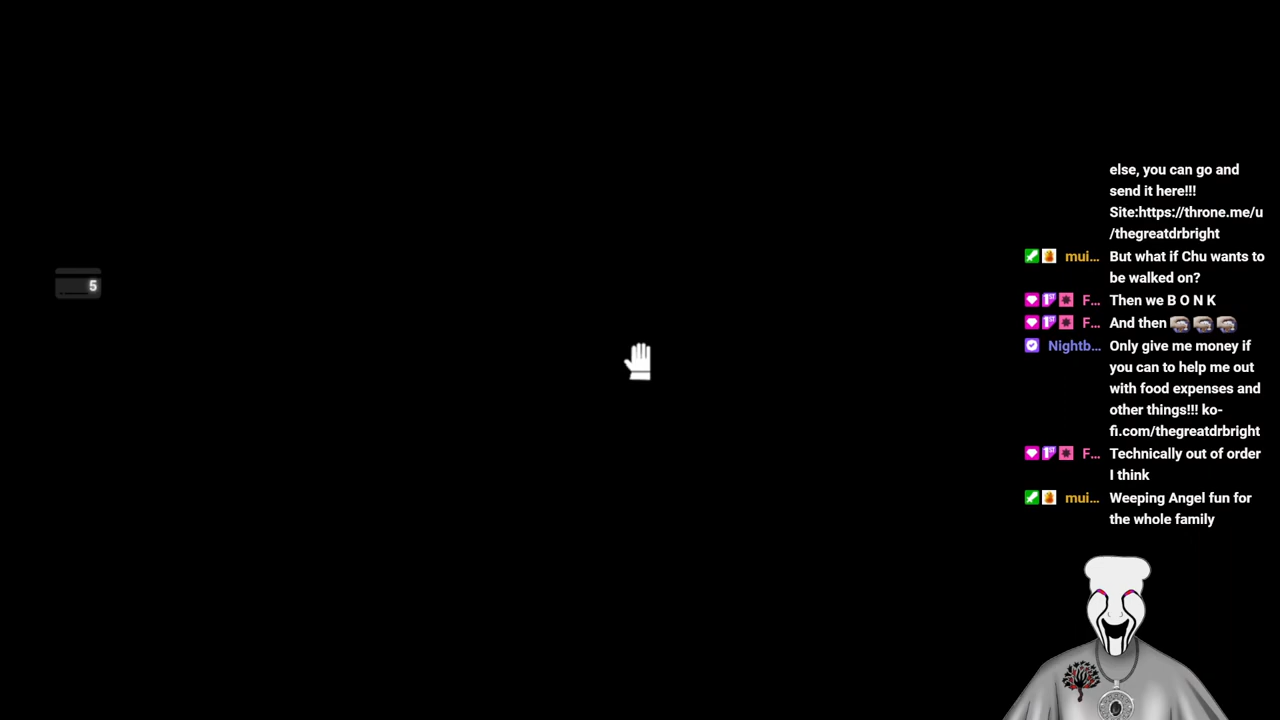 else, you can go and
send it here!!!
Site:https://throne.me/u
/thegreatdrbright
mui... But what if Chu wants to
be walked on?
F... Then we B O N K
F... And then
5
Nightb... Only give me money if
you can to help me out
with food expenses and
other things!!! ko-
fi.com/thegreatdrbright
F... Technically out of order
I think
mui... Weeping Angel fun for
the whole family